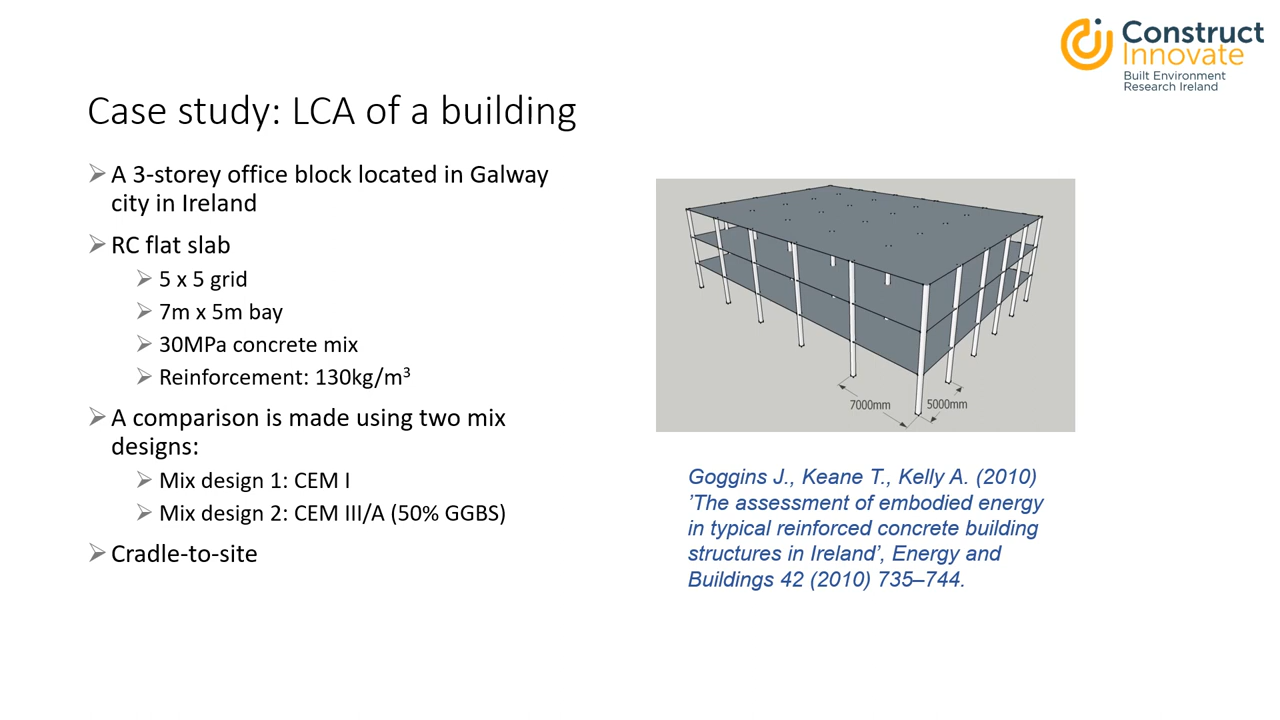 Construct
Innovate
Built Environment
Research Ireland
Case study: LCA of a building
A 3-storey office block located in Galway
city in Ireland
RC flat slab
5 x 5 grid
7m x 5m bay
30MPa concrete mix
Reinforcement: 130kg/m³
A comparison is made using two mix
designs:
Mix design 1: CEM I
Mix design 2: CEM III/A (50% GGBS)
Cradle-to-site
7000mm
5000mm
Goggins J., Keane T., Kelly A. (2010)
’The assessment of embodied energy
in typical reinforced concrete building
structures in Ireland’, Energy and
Buildings 42 (2010) 735–744.